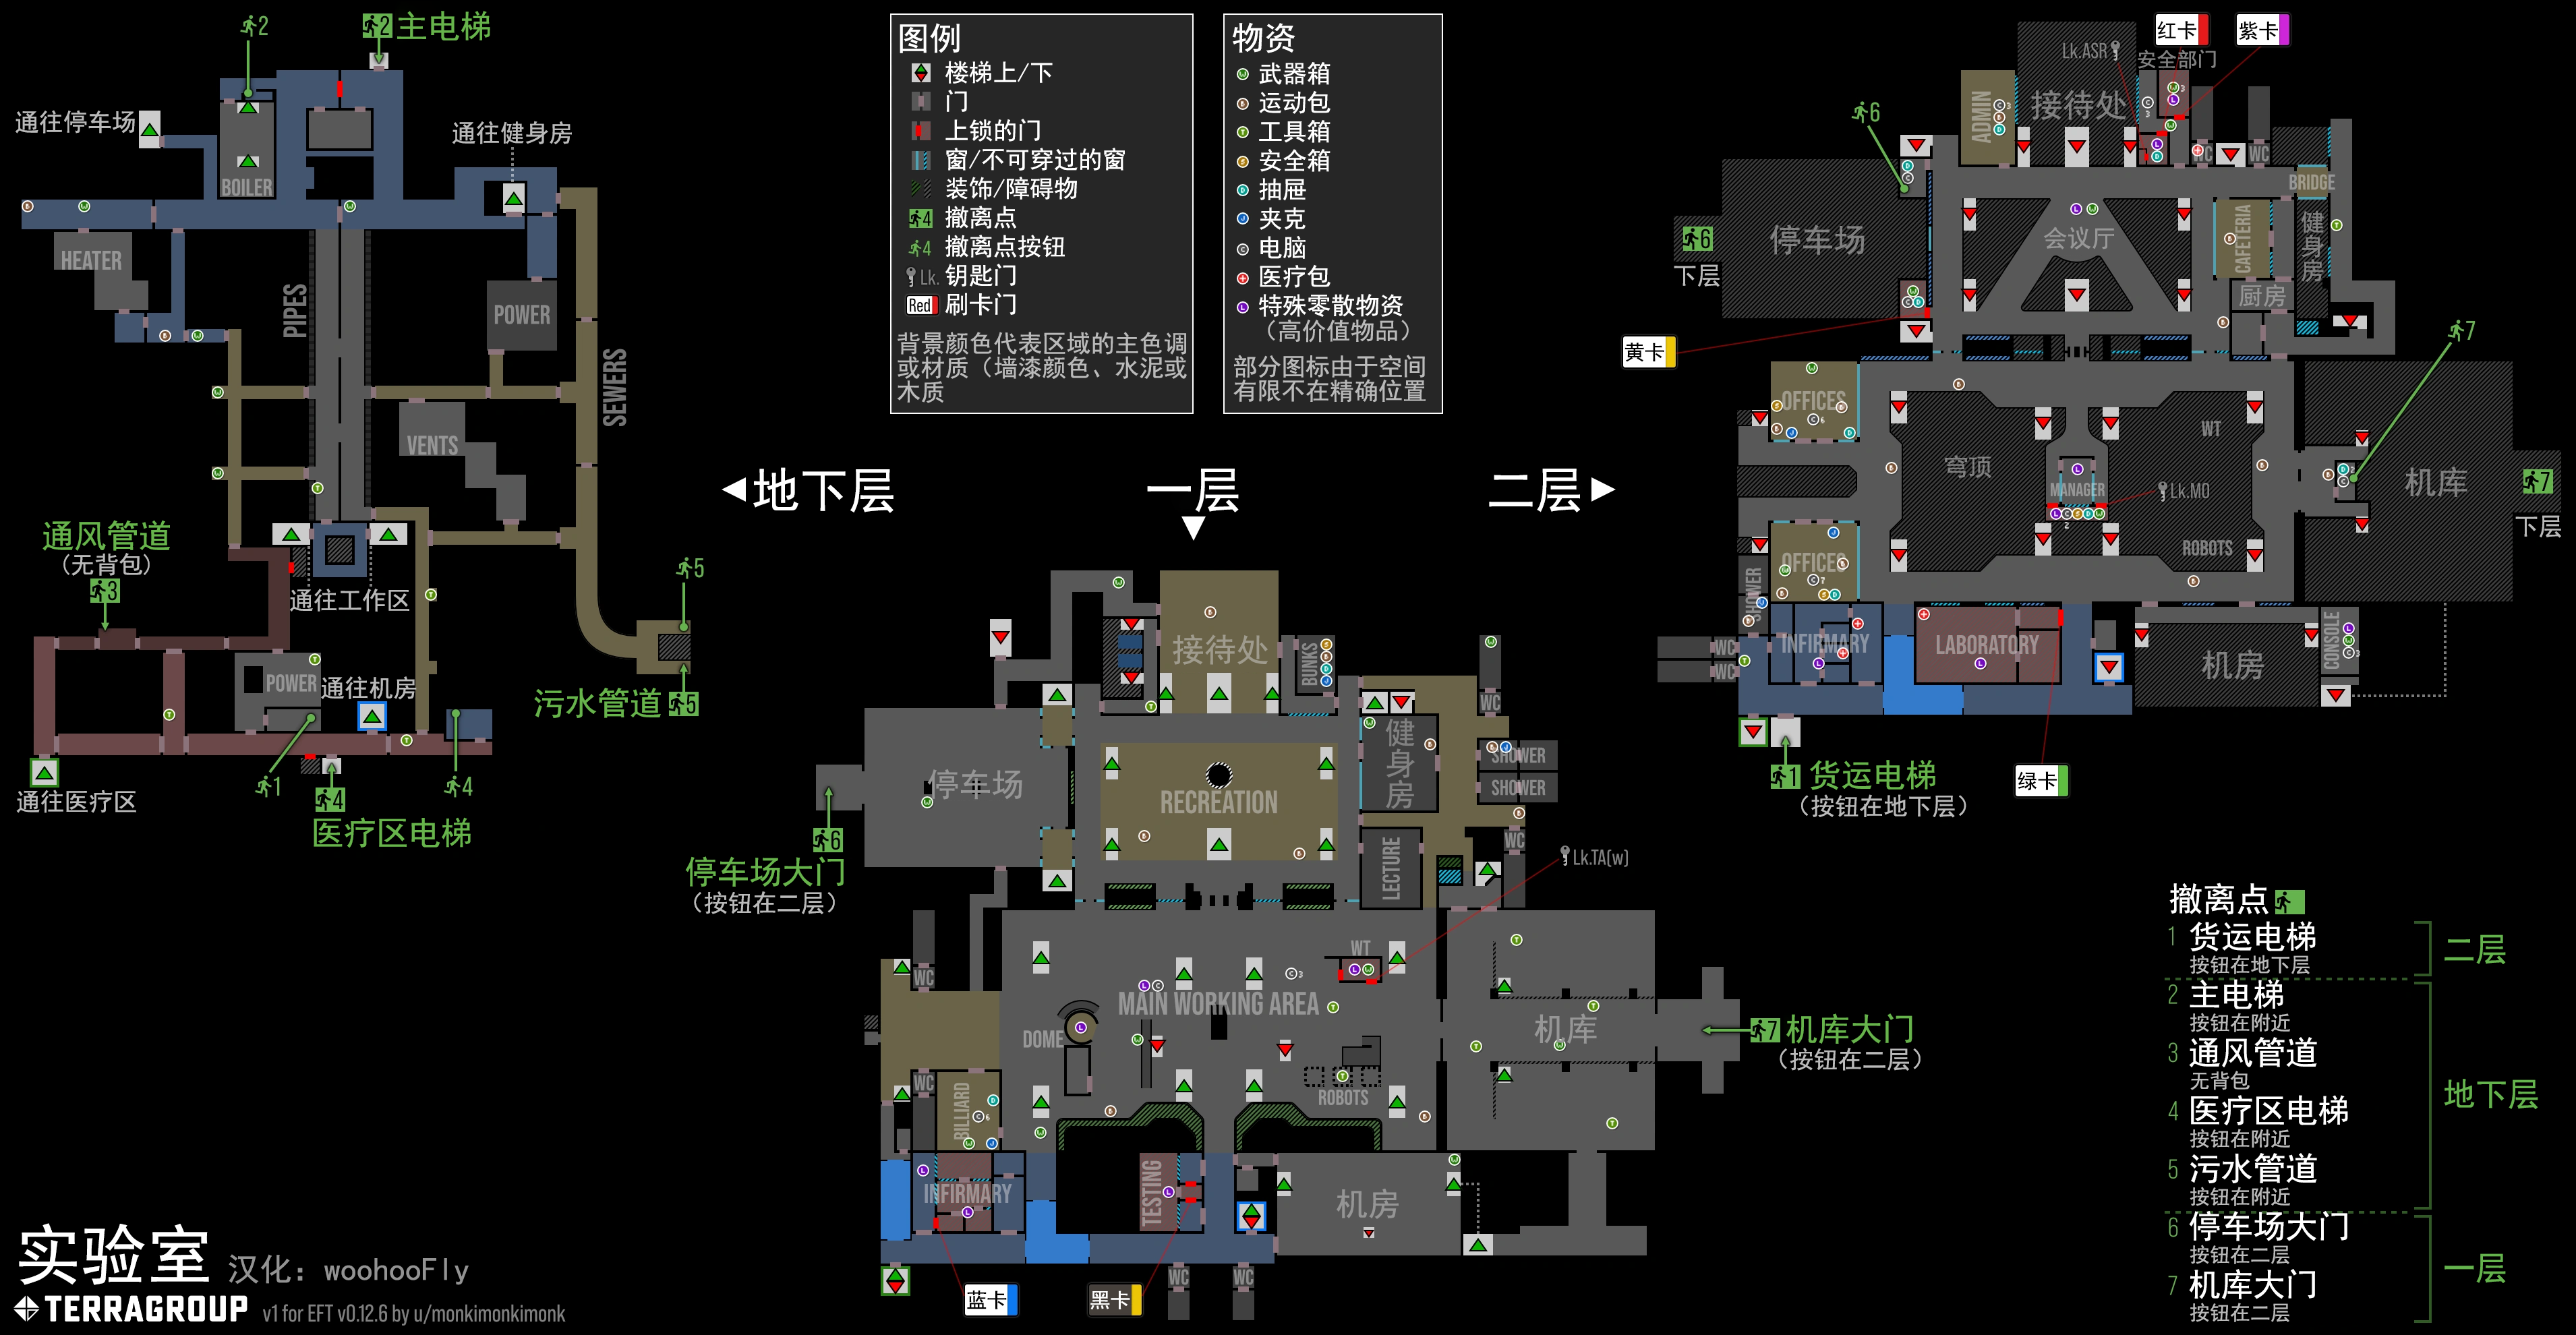 2
2 主电梯
通往停车场
通往健身房
BOILER
HEATER
PIPES
POWER
SEWERS
VENTS
通风管道
（无背包）
3
通往工作区
POWER
通往机房
5
污水管道 5
1
4
4
通往医疗区
医疗区电梯
图例
楼梯上/下
门
上锁的门
窗/不可穿过的窗
装饰/障碍物
4 撤离点
4 撤离点按钮
Lk. 钥匙门
Red 刷卡门
背景颜色代表区域的主色调
或材质（墙漆颜色、水泥或
木质
物资
W 武器箱
B 运动包
T 工具箱
S 安全箱
D 抽屉
J 夹克
C 电脑
医疗包
L 特殊零散物资
（高价值物品）
部分图标由于空间
有限不在精确位置
地下层
一层
二层
接待处
BUNKS
WC
停车场
健身房
SHOWER
SHOWER
RECREATION
6
停车场大门
（按钮在二层）
LECTURE
WC
Lk.TA(w)
WC
WT
C3
MAIN WORKING AREA
DOME
机库
7 机库大门
（按钮在二层）
WC
BILLIARD
C6
ROBOTS
INFIRMARY
TESTING
机房
WC
WC
蓝卡
黑卡
红卡
紫卡
Lk.ASR
安全部门
ADMIN
接待处
6
WC
WC
BRIDGE
停车场
6
下层
会议厅
CAFETERIA
健身房
厨房
黄卡
7
OFFICES
C6
WT
穹顶
MANAGER
Lk.MO
机库
7
下层
OFFICES
C7
ROBOTS
SHOWER
WC
WC
INFIRMARY
LABORATORY
机房
CONSOLE
C3
1 货运电梯
（按钮在地下层）
绿卡
撤离点
1 货运电梯
按钮在地下层
二层
2 主电梯
按钮在附近
3 通风管道
无背包
4 医疗区电梯
按钮在附近
5 污水管道
按钮在附近
地下层
6 停车场大门
按钮在二层
7 机库大门
按钮在二层
一层
实验室 汉化：woohooFly
TERRAGROUP v1 for EFT v0.12.6 by u/monkimonkimonk